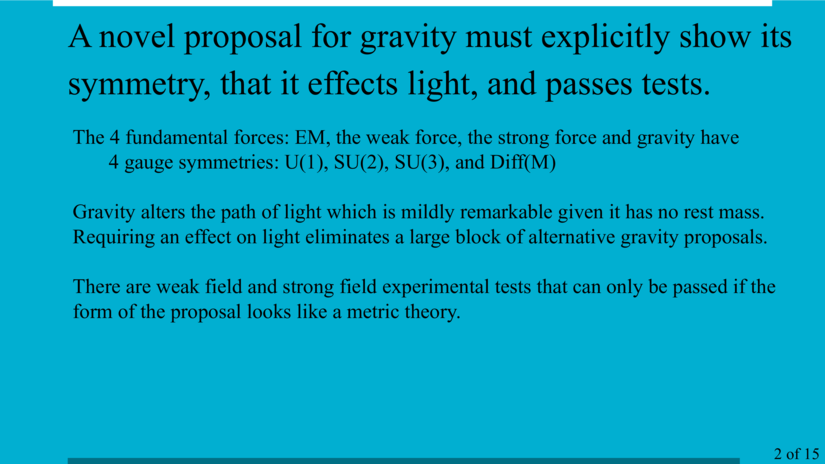 A novel proposal for gravity must explicitly show its
symmetry, that it effects light, and passes tests.
The 4 fundamental forces: EM, the weak force, the strong force and gravity have
4 gauge symmetries: U(1), SU(2), SU(3), and Diff(M)
Gravity alters the path of light which is mildly remarkable given it has no rest mass.
Requiring an effect on light eliminates a large block of alternative gravity proposals.
There are weak field and strong field experimental tests that can only be passed if the
form of the proposal looks like a metric theory.
2 of 15